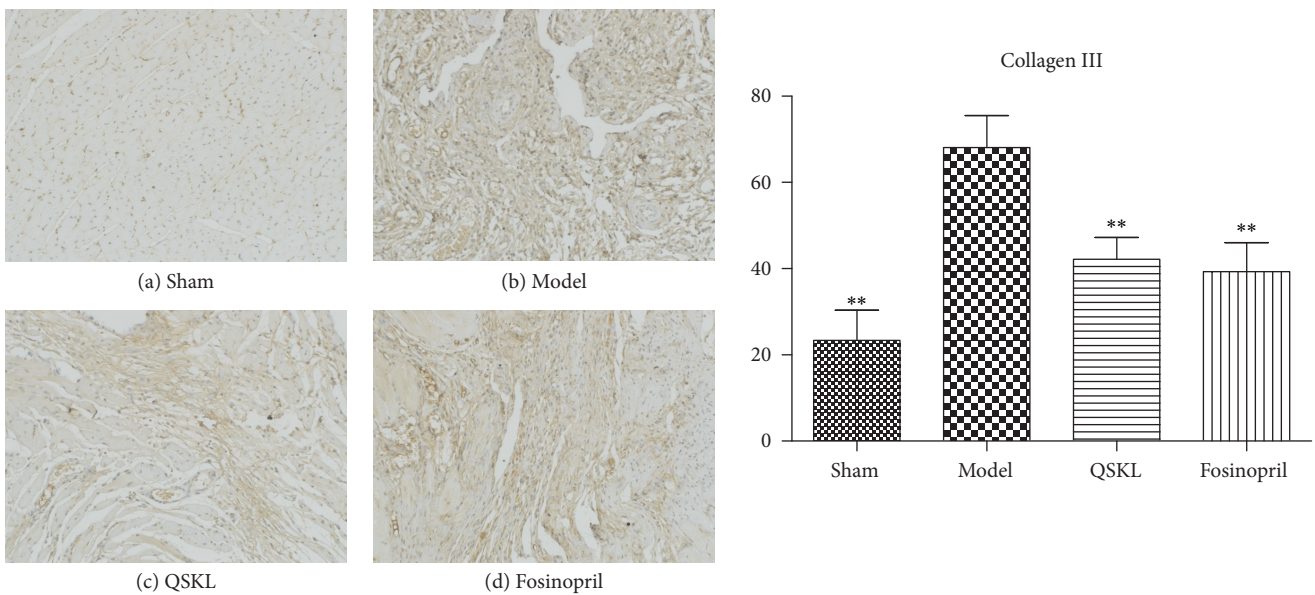 (a) Sham
(b) Model
(c) QSKL
(d) Fosinopril
Collagen III
80
60
40
20
0
**
**
**
Sham
Model
QSKL
Fosinopril